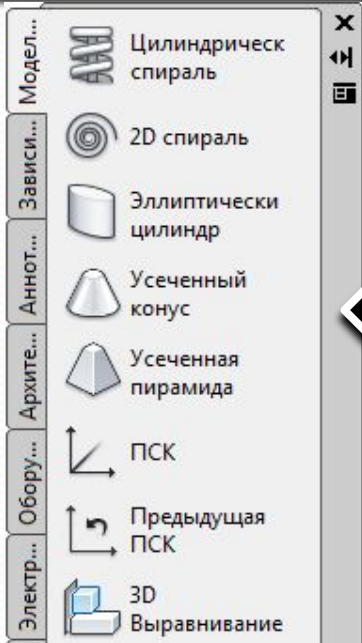 Модел...
Зависи...
Аннот...
Архите...
Обору...
Электр...
Цилиндрическ
спираль
2D спираль
Эллиптически
цилиндр
Усеченный
конус
Усеченная
пирамида
ПСК
Предыдущая
ПСК
3D
Выравнивание